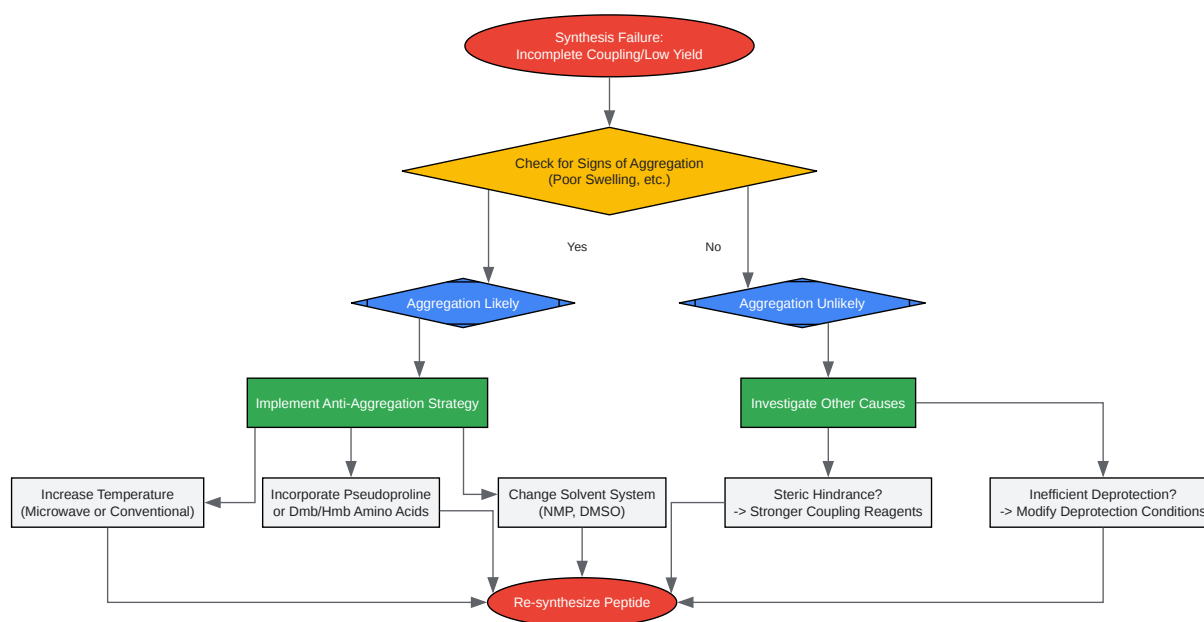 Synthesis Failure:
Incomplete Coupling/Low Yield
Check for Signs of Aggregation
(Poor Swelling, etc.)
Yes
No
Aggregation Likely
Aggregation Unlikely
Implement Anti-Aggregation Strategy
Investigate Other Causes
Increase Temperature
(Microwave or Conventional)
Incorporate Pseudoproline
or Dmb/Hmb Amino Acids
Change Solvent System
(NMP, DMSO)
Steric Hindrance?
-> Stronger Coupling Reagents
Inefficient Deprotection?
-> Modify Deprotection Conditions
Re-synthesize Peptide